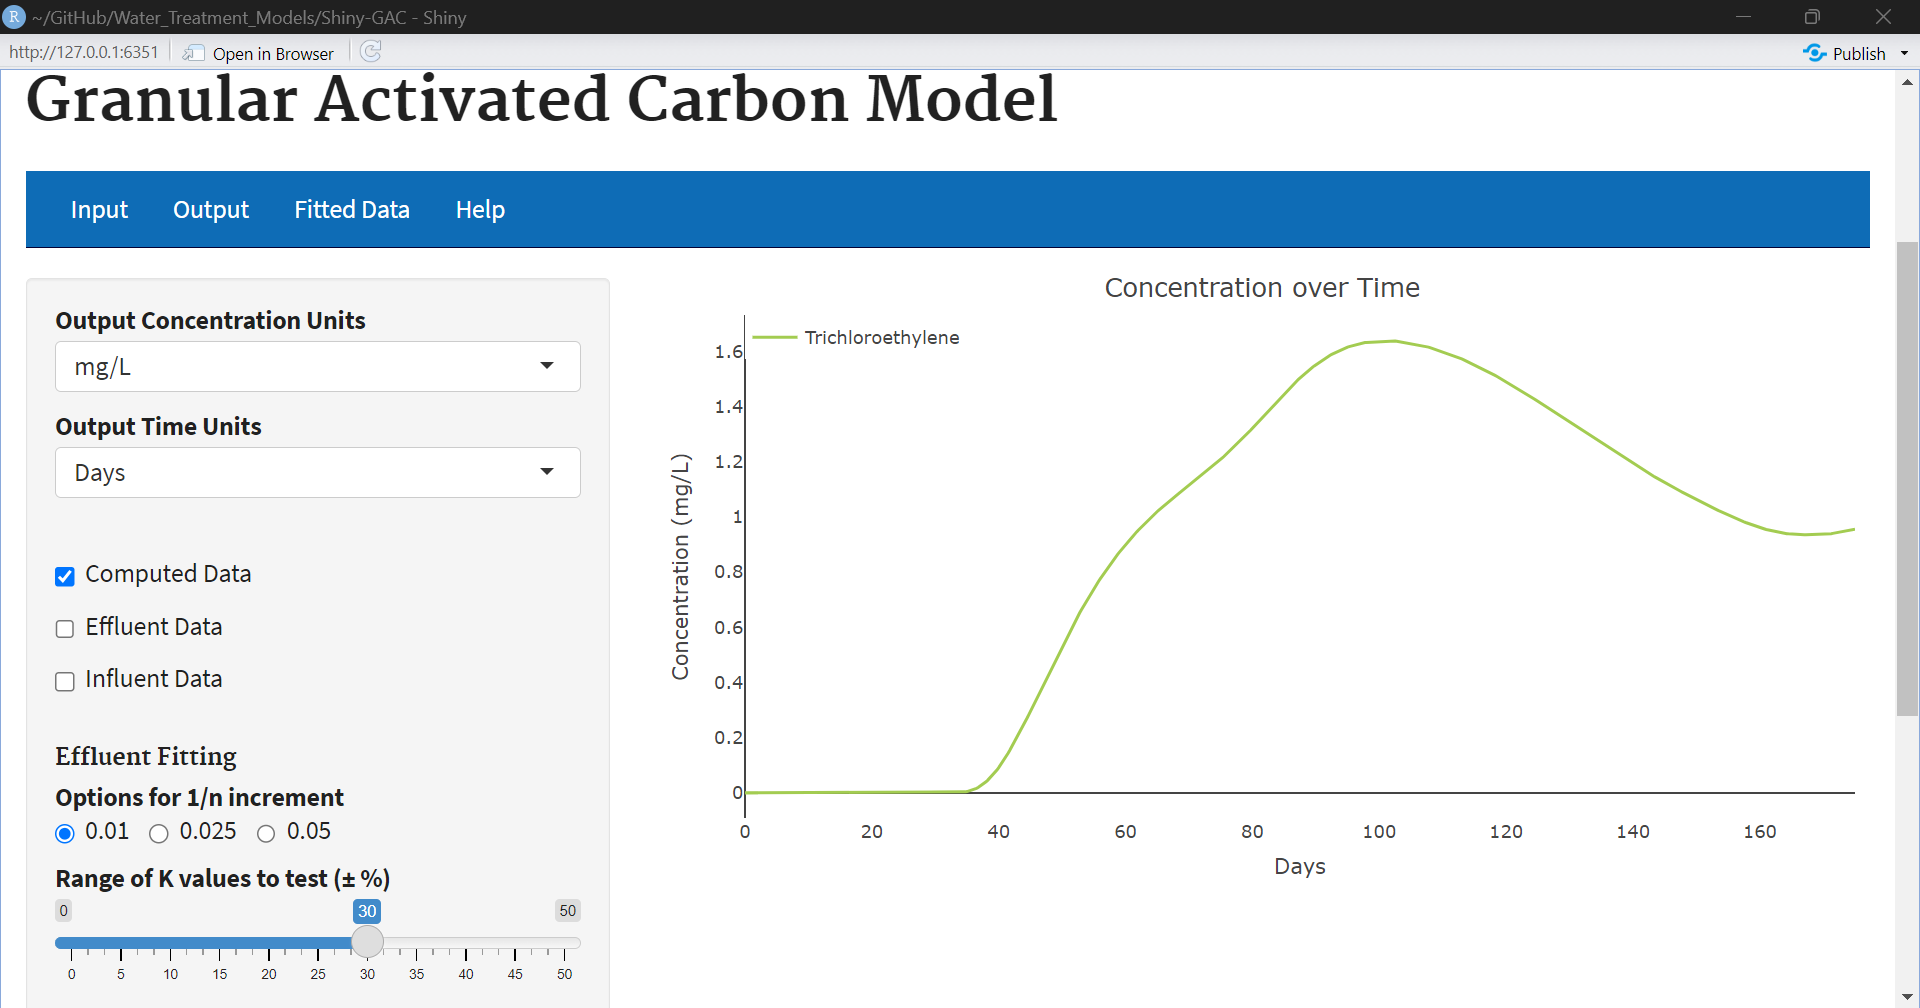 R ~/GitHub/Water_Treatment_Models/Shiny-GAC - Shiny
http://127.0.0.1:6351 Open in Browser Publish
Granular Activated Carbon Model
Input Output Fitted Data Help
Output Concentration Units
mg/L
Output Time Units
Days
Computed Data
Effluent Data
Influent Data
Effluent Fitting
Options for 1/n increment
0.01 0.025 0.05
Range of K values to test (± %)
0 30 50
0 5 10 15 20 25 30 35 40 45 50
Concentration over Time
Trichloroethylene
Concentration (mg/L)
1.6
1.4
1.2
1
0.8
0.6
0.4
0.2
0
0 20 40 60 80 100 120 140 160
Days